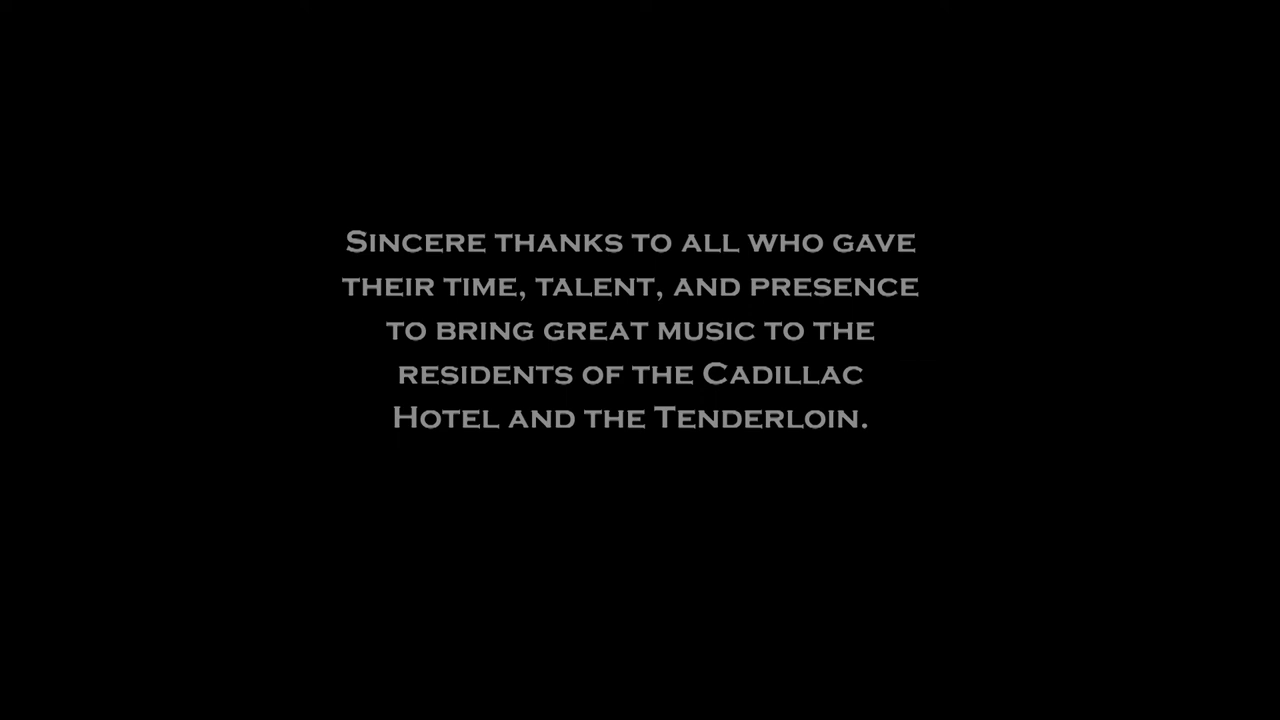 Sincere thanks to all who gave
their time, talent, and presence
to bring great music to the
residents of the Cadillac
Hotel and the Tenderloin.